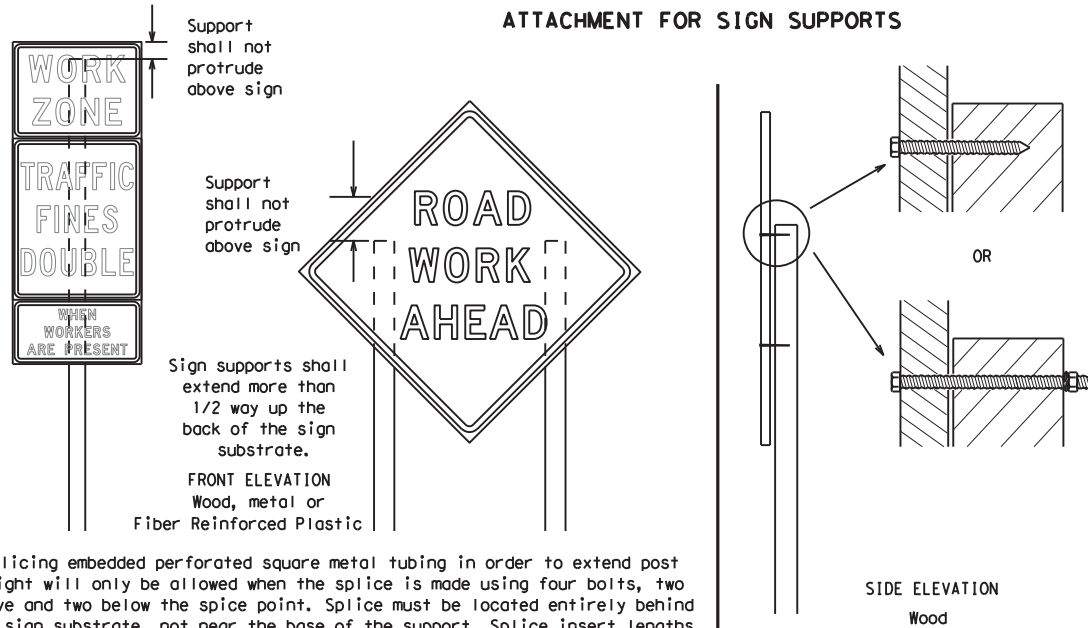 ATTACHMENT FOR SIGN SUPPORTS
Support
shall not
protrude
above sign
WORK
ZONE
TRAFFIC
FINES
DOUBLE
WHEN
WORKERS
ARE PRESENT
Support
shall not
protrude
above sign
ROAD
WORK
AHEAD
Sign supports shall
extend more than
1/2 way up the
back of the sign
substrate.
FRONT ELEVATION
Wood, metal or
Fiber Reinforced Plastic
OR
SIDE ELEVATION
Wood
licing embedded perforated square metal tubing in order to extend post
ight will only be allowed when the splice is made using four bolts, two
ve and two below the spice point. Splice must be located entirely behind
sign substrate, not near the base of the support. Splice insert lengths